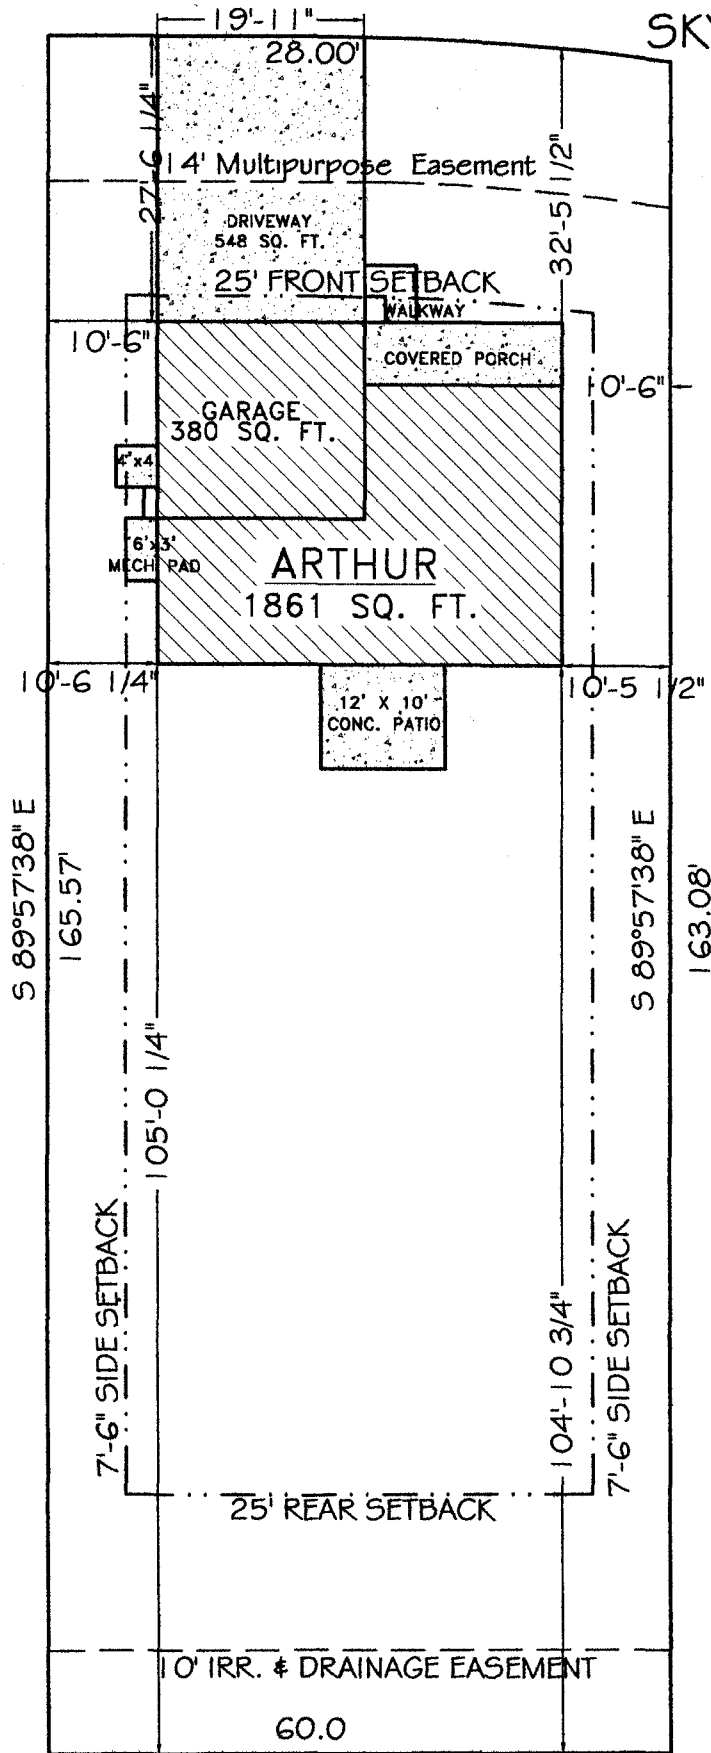 19'-11"
SKY
28.00'
27'-6 1/4"
14' Multipurpose Easement
32'-5 1/2"
DRIVEWAY
548 SQ. FT.
25' FRONT SETBACK
WALKWAY
10'-6"
COVERED PORCH
10'-6"
GARAGE
380 SQ. FT.
4'x4'
6'x3'
MECH PAD
ARTHUR
1861 SQ. FT.
10'-6 1/4"
10'-5 1/2"
12' X 10'
CONC. PATIO
S 89°57'38" E
165.57'
S 89°57'38" E
163.08'
105'-0 1/4"
7'-6" SIDE SETBACK
104'-10 3/4"
7'-6" SIDE SETBACK
25' REAR SETBACK
10' IRR. & DRAINAGE EASEMENT
60.0